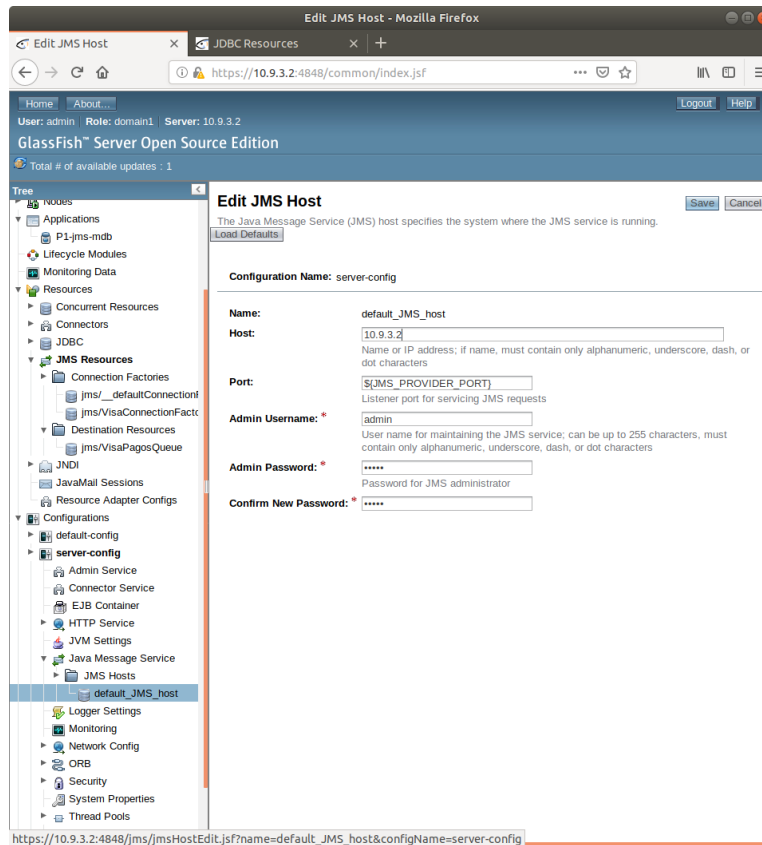 Edit JMS Host - Mozilla Firefox
Edit JMS Host
JDBC Resources
https://10.9.3.2:4848/common/index.jsf
Home About...
Logout Help
User: admin Role: domain1 Server: 10.9.3.2
GlassFish™ Server Open Source Edition
Total # of available updates : 1
Tree
Nodes
Applications
P1-jms-mdb
Lifecycle Modules
Monitoring Data
Resources
Concurrent Resources
Connectors
JDBC
JMS Resources
Connection Factories
jms/__defaultConnectionF
jms/VisaConnectionFacto
Destination Resources
jms/VisaPagosQueue
JNDI
JavaMail Sessions
Resource Adapter Configs
Configurations
default-config
server-config
Admin Service
Connector Service
EJB Container
HTTP Service
JVM Settings
Java Message Service
JMS Hosts
default_JMS_host
Logger Settings
Monitoring
Network Config
ORB
Security
System Properties
Thread Pools
Edit JMS Host
Save Cancel
The Java Message Service (JMS) host specifies the system where the JMS service is running.
Load Defaults
Configuration Name: server-config
Name: default_JMS_host
Host: 10.9.3.2
Name or IP address; if name, must contain only alphanumeric, underscore, dash, or
dot characters
Port: ${JMS_PROVIDER_PORT}
Listener port for servicing JMS requests
Admin Username: * admin
User name for maintaining the JMS service; can be up to 255 characters, must
contain only alphanumeric, underscore, dash, or dot characters
Admin Password: * •••••
Password for JMS administrator
Confirm New Password: * •••••
https://10.9.3.2:4848/jms/jmsHostEdit.jsf?name=default_JMS_host&configName=server-config